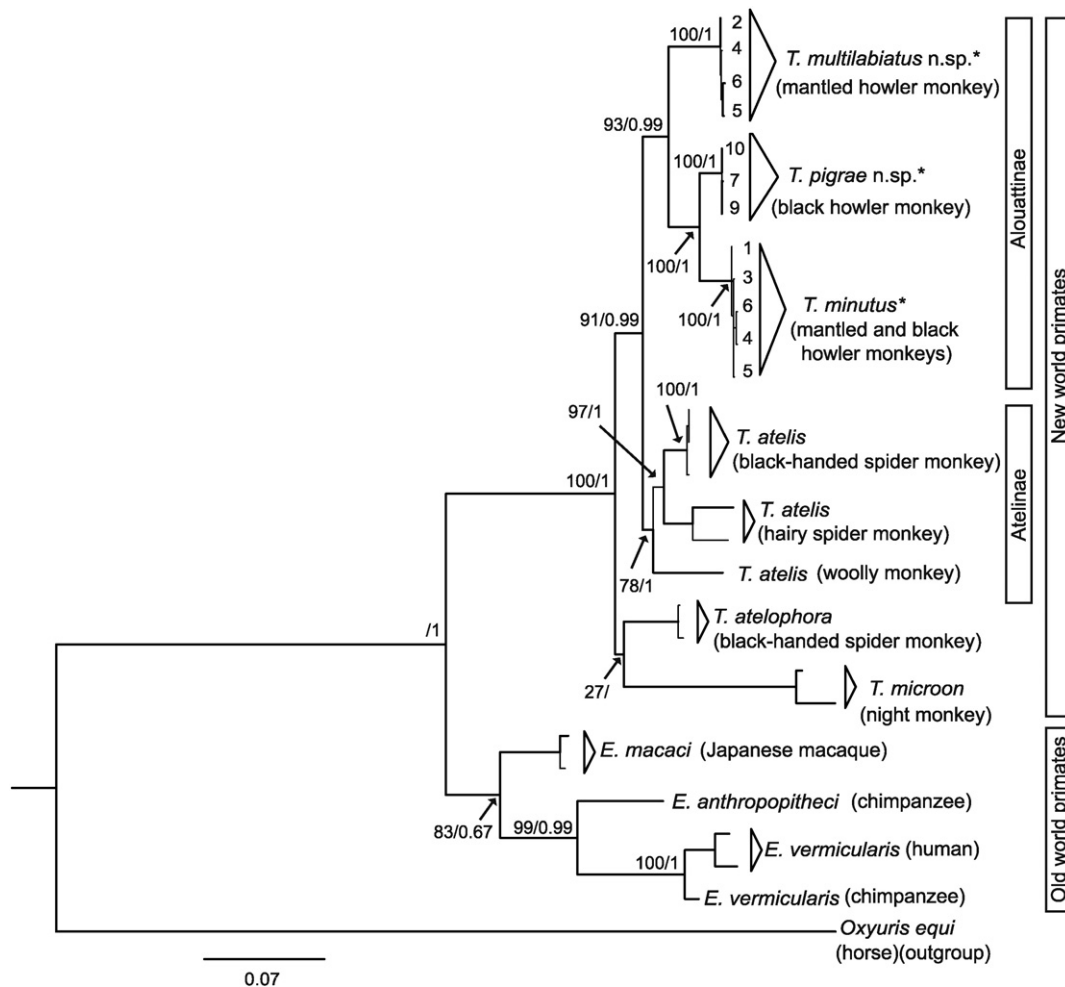 2
100/1
4
T. multilabiatus n.sp.*
6
(mantled howler monkey)
5
93/0.99
10
100/1
7
T. pigrae n.sp.*
9
(black howler monkey)
Alouattinae
1
100/1
3
6
T. minutus*
100/1
4
(mantled and black
91/0.99
howler monkeys)
5
New world primates
100/1
97/1
T. atelis
(black-handed spider monkey)
100/1
T. atelis
(hairy spider monkey)
Atelinae
T. atelis (woolly monkey)
78/1
T. atelophora
/1
(black-handed spider monkey)
27/
T. microon
(night monkey)
E. macaci (Japanese macaque)
E. anthropopitheci (chimpanzee)
83/0.67
99/0.99
E. vermicularis (human)
100/1
E. vermicularis (chimpanzee)
Old world primates
Oxyuris equi
(horse)(outgroup)
0.07